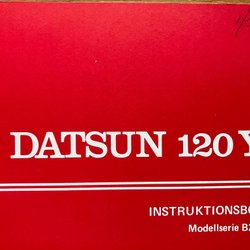 DATSUN 120 Y
INSTRUKTIONSBO
Modellserie B